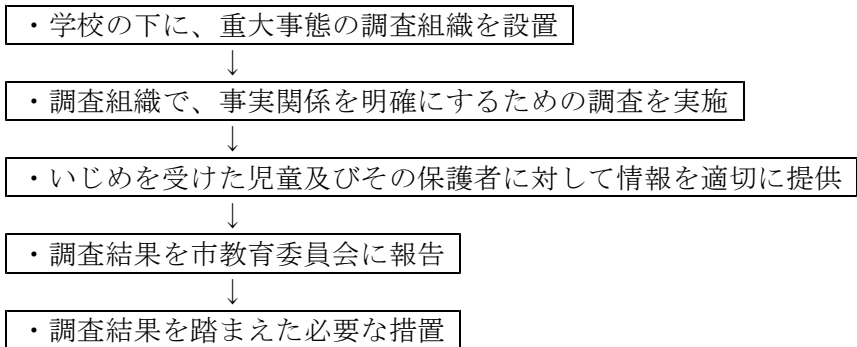 ・学校の下に、重大事態の調査組織を設置
↓
・調査組織で、事実関係を明確にするための調査を実施
↓
・いじめを受けた児童及びその保護者に対して情報を適切に提供
↓
・調査結果を市教育委員会に報告
↓
・調査結果を踏まえた必要な措置